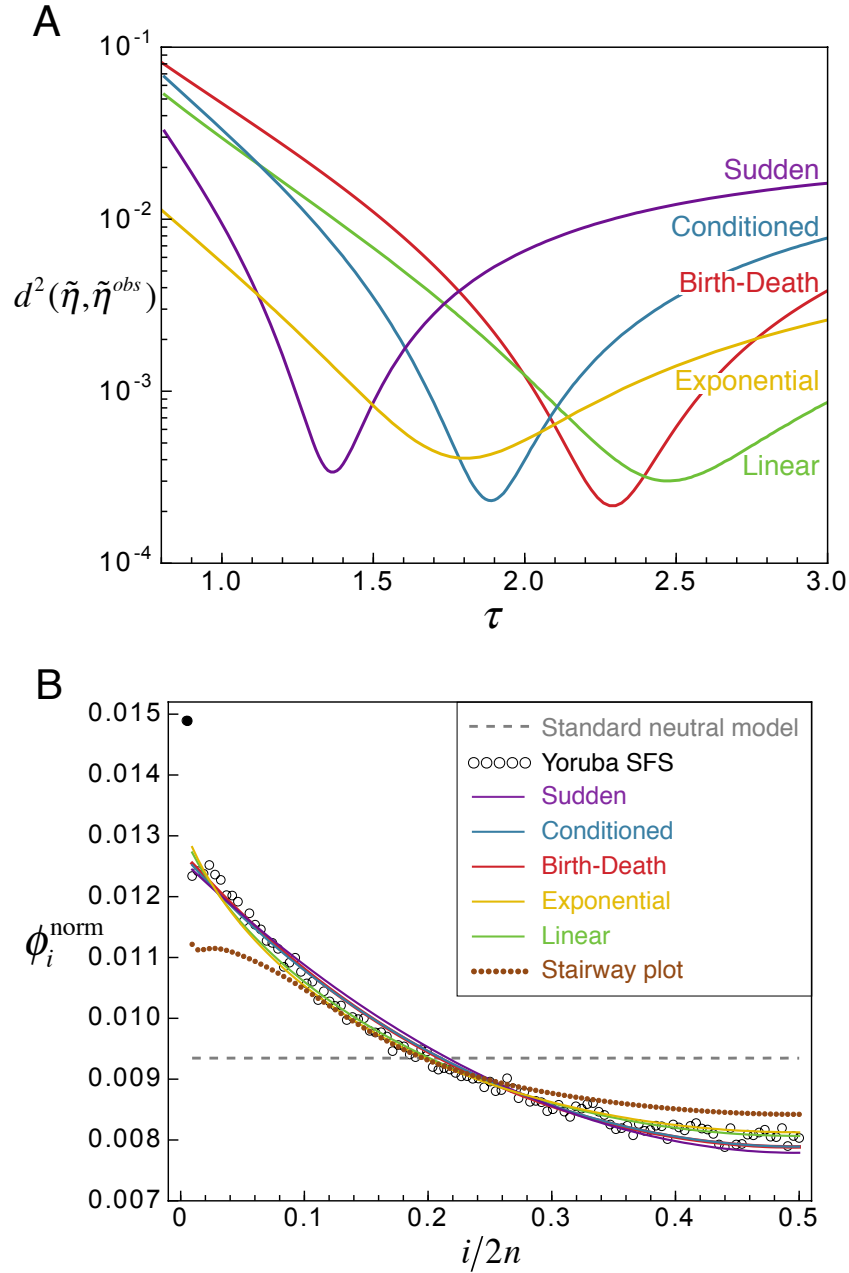 A
10⁻¹
10⁻²
d²(η̃,η̃ᵒᵇˢ)
10⁻³
10⁻⁴
Sudden
Conditioned
Birth-Death
Exponential
Linear
1.0 1.5 2.0 2.5 3.0
τ
B
0.015
0.014
0.013
0.012
0.011
0.010
0.009
0.008
0.007
ϕᵢⁿᵒʳᵐ
Standard neutral model
Yoruba SFS
Sudden
Conditioned
Birth-Death
Exponential
Linear
Stairway plot
0 0.1 0.2 0.3 0.4 0.5
i/2n